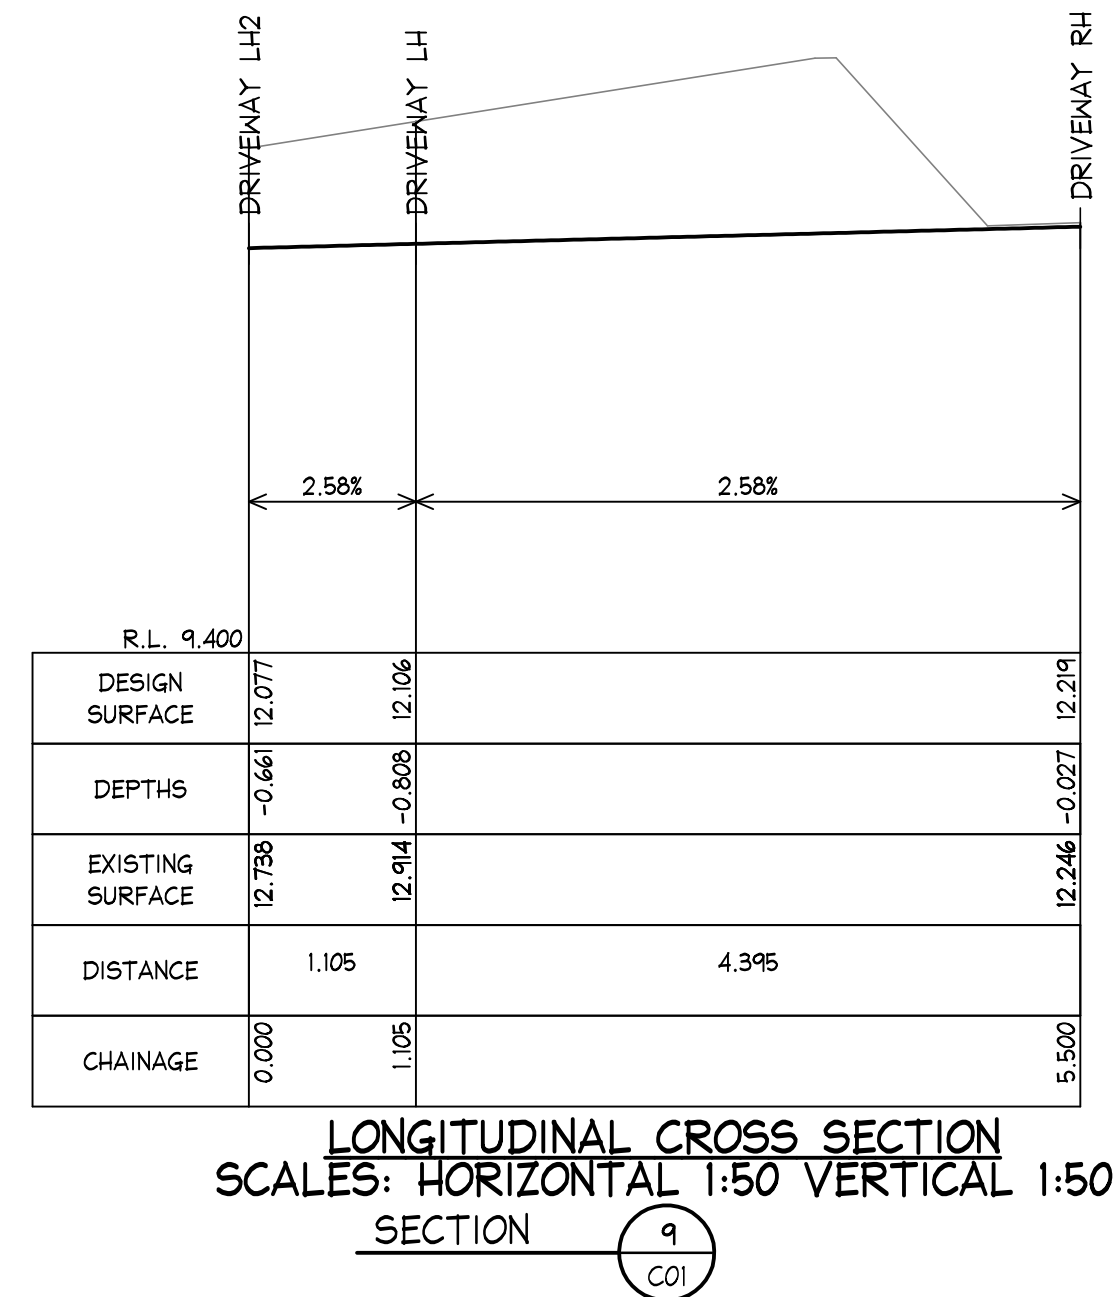 DRIVEWAY LH2
DRIVEWAY LH
DRIVEWAY RH
2.58%
2.58%
R.L. 9.400
DESIGN
SURFACE
12.077
12.106
12.219
DEPTHS
-0.661
-0.808
-0.027
EXISTING
SURFACE
12.738
12.914
12.246
DISTANCE
1.105
4.395
CHAINAGE
0.000
1.105
5.500
LONGITUDINAL CROSS SECTION
SCALES: HORIZONTAL 1:50 VERTICAL 1:50
SECTION
9
C01